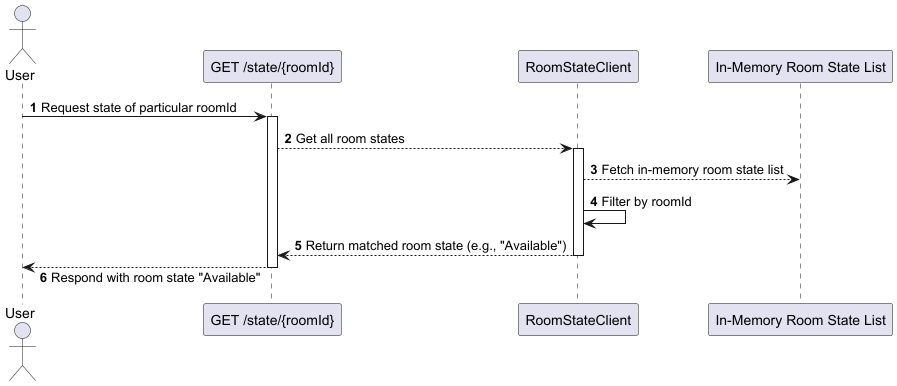 User
GET /state/{roomId}
RoomStateClient
In-Memory Room State List
1 Request state of particular roomId
2 Get all room states
3 Fetch in-memory room state list
4 Filter by roomId
5 Return matched room state (e.g., "Available")
6 Respond with room state "Available"
User
GET /state/{roomId}
RoomStateClient
In-Memory Room State List